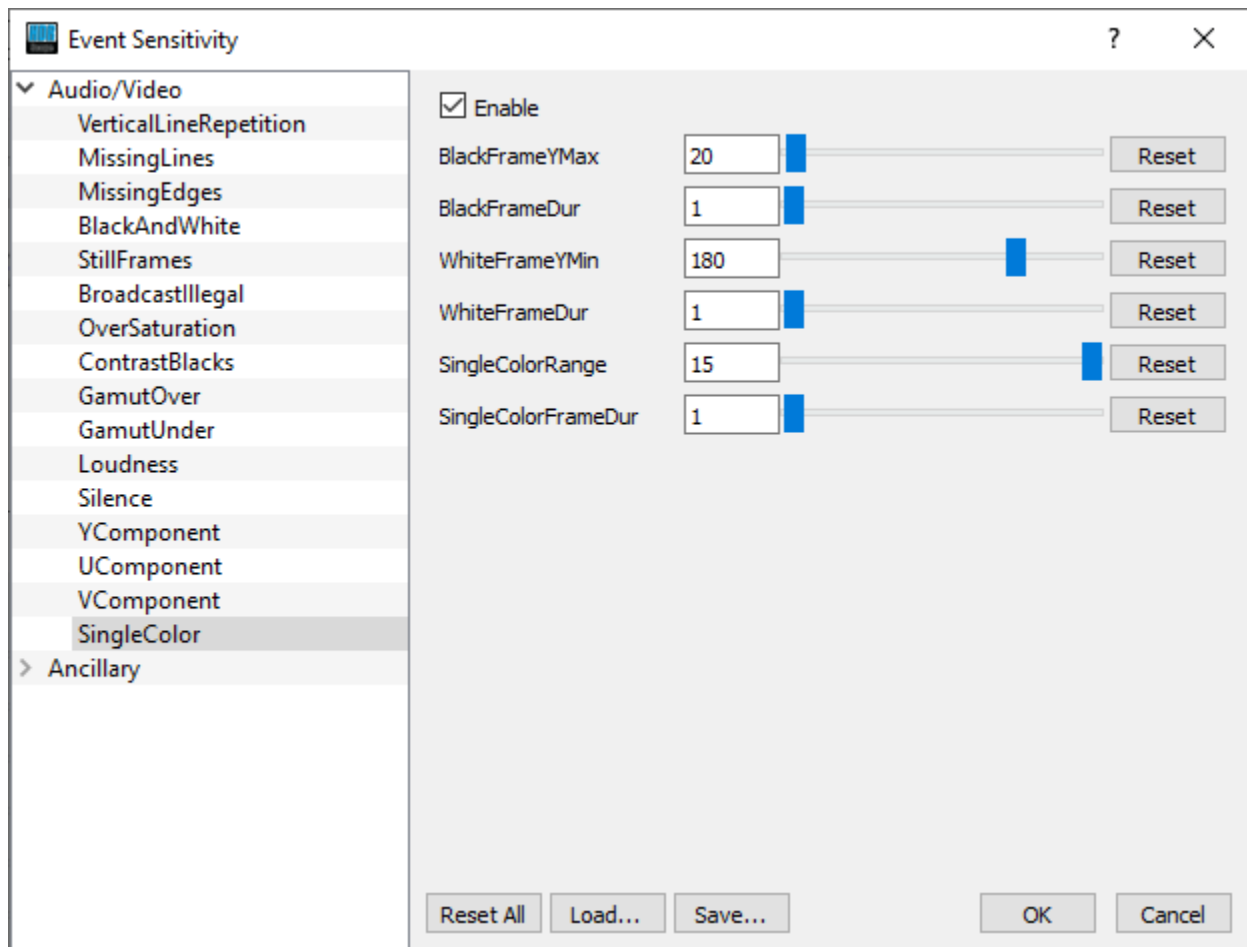 Event Sensitivity
?
Audio/Video
VerticalLineRepetition
MissingLines
MissingEdges
BlackAndWhite
StillFrames
BroadcastIllegal
OverSaturation
ContrastBlacks
GamutOver
GamutUnder
Loudness
Silence
YComponent
UComponent
VComponent
SingleColor
Ancillary
Enable
BlackFrameYMax 20 Reset
BlackFrameDur 1 Reset
WhiteFrameYMin 180 Reset
WhiteFrameDur 1 Reset
SingleColorRange 15 Reset
SingleColorFrameDur 1 Reset
Reset All Load... Save... OK Cancel